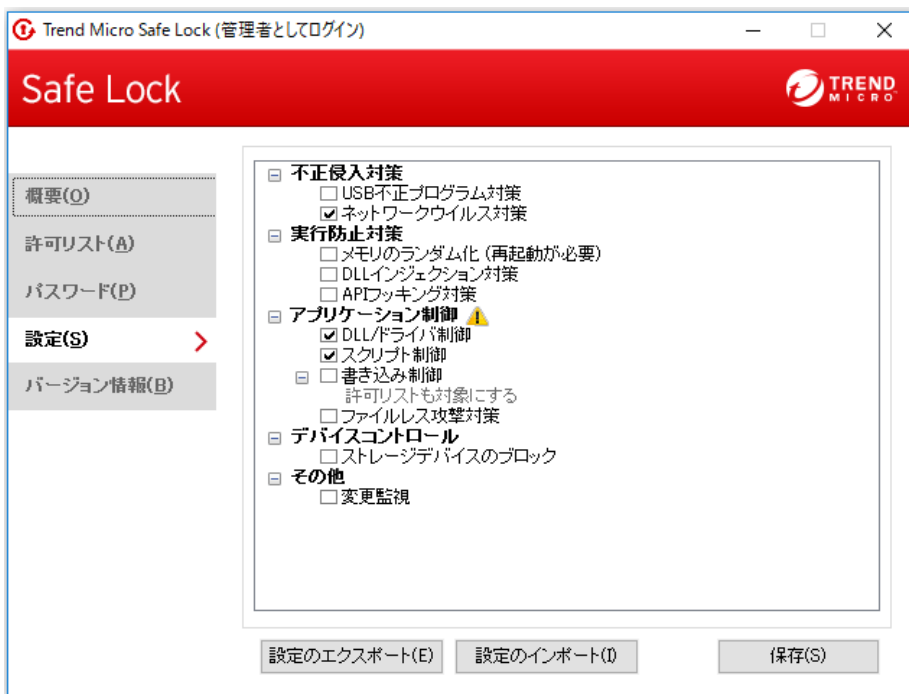 Trend Micro Safe Lock (管理者としてログイン)
Safe Lock
TREND
MICRO
概要(O)
許可リスト(A)
パスワード(P)
設定(S)
バージョン情報(B)
不正侵入対策
USB不正プログラム対策
ネットワークウイルス対策
実行防止対策
メモリのランダム化 (再起動が必要)
DLLインジェクション対策
APIフッキング対策
アプリケーション制御
DLL/ドライバ制御
スクリプト制御
書き込み制御
許可リストも対象にする
ファイルレス攻撃対策
デバイスコントロール
ストレージデバイスのブロック
その他
変更監視
設定のエクスポート(E)
設定のインポート(I)
保存(S)